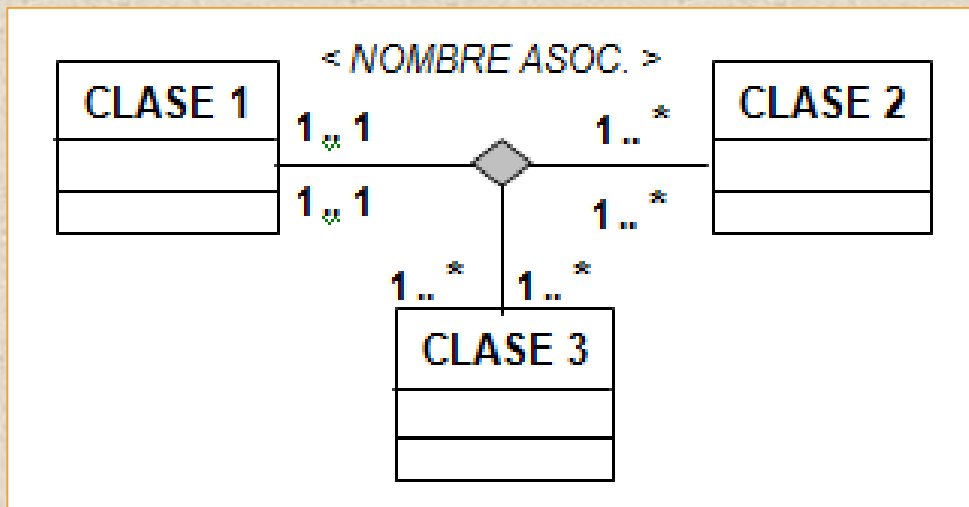 < NOMBRE ASOC. >
CLASE 1
CLASE 2
1..1
1..*
1..1
1..*
1..*
1..*
CLASE 3